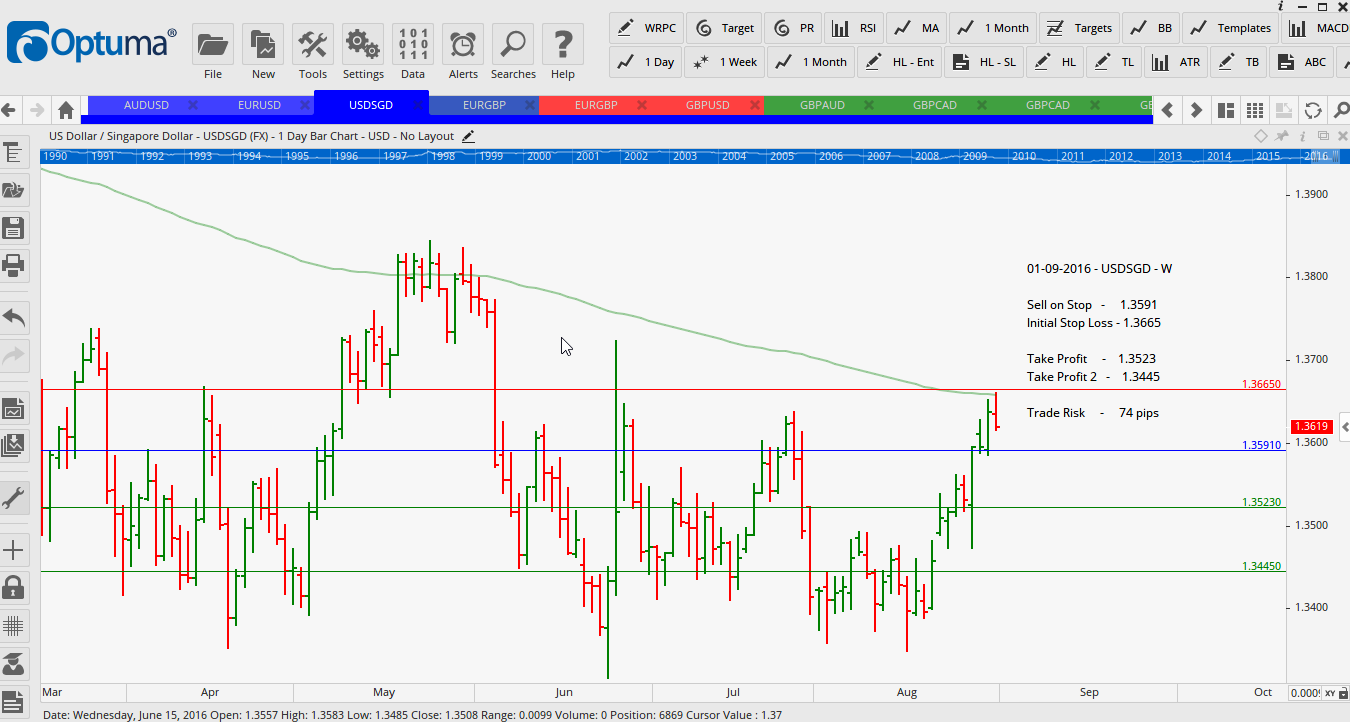 Optuma®
File New Tools Settings Data Alerts Searches Help
WRPC Target PR RSI MA 1 Month Targets BB Templates MACD
1 Day 1 Week 1 Month HL - Ent HL - SL HL TL ATR TB ABC
AUDUSD EURUSD USDSGD EURGBP EURGBP GBPUSD GBPAUD GBPCAD GBPCAD GE
US Dollar / Singapore Dollar - USDSGD (FX) - 1 Day Bar Chart - USD - No Layout
1990 1991 1992 1993 1994 1995 1996 1997 1998 1999 2000 2001 2002 2003 2004 2005 2006 2007 2008 2009 2010 2011 2012 2013 2014 2015 2016
1.3900
01-09-2016 - USDSGD - W
1.3800
Sell on Stop - 1.3591
Initial Stop Loss - 1.3665
Take Profit - 1.3523
1.3700
Take Profit 2 - 1.3445
1.36650
Trade Risk - 74 pips
1.3619
1.3600
1.35910
1.35230
1.3500
1.34450
1.3400
Mar Apr May Jun Jul Aug Sep Oct 0.0009 XY
Date: Wednesday, June 15, 2016 Open: 1.3557 High: 1.3583 Low: 1.3485 Close: 1.3508 Range: 0.0099 Volume: 0 Position: 6869 Cursor Value : 1.37